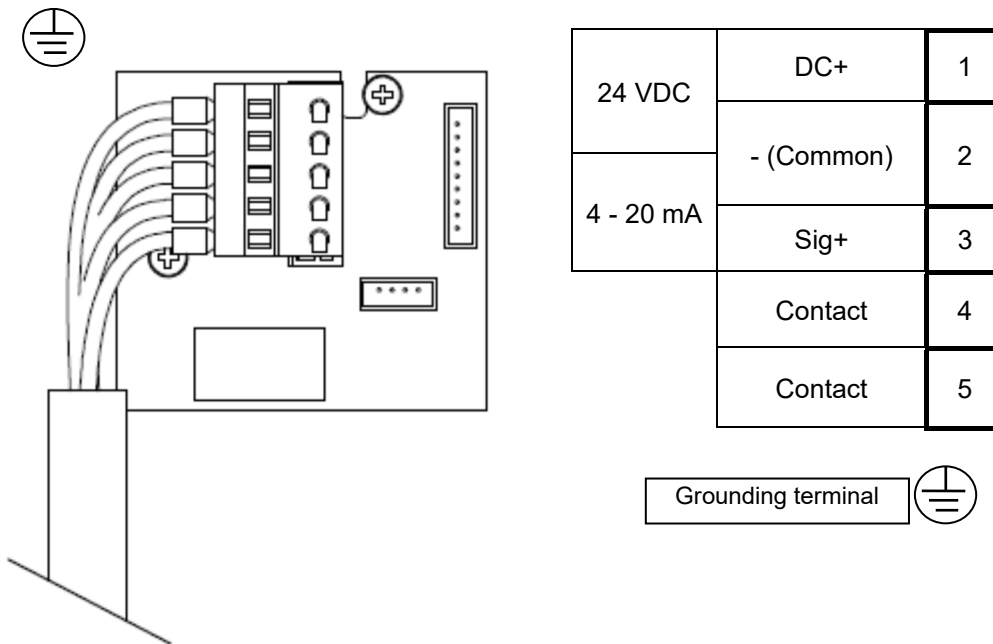 24 VDC
DC+
1
- (Common)
2
4 - 20 mA
Sig+
3
Contact
4
Contact
5
Grounding terminal